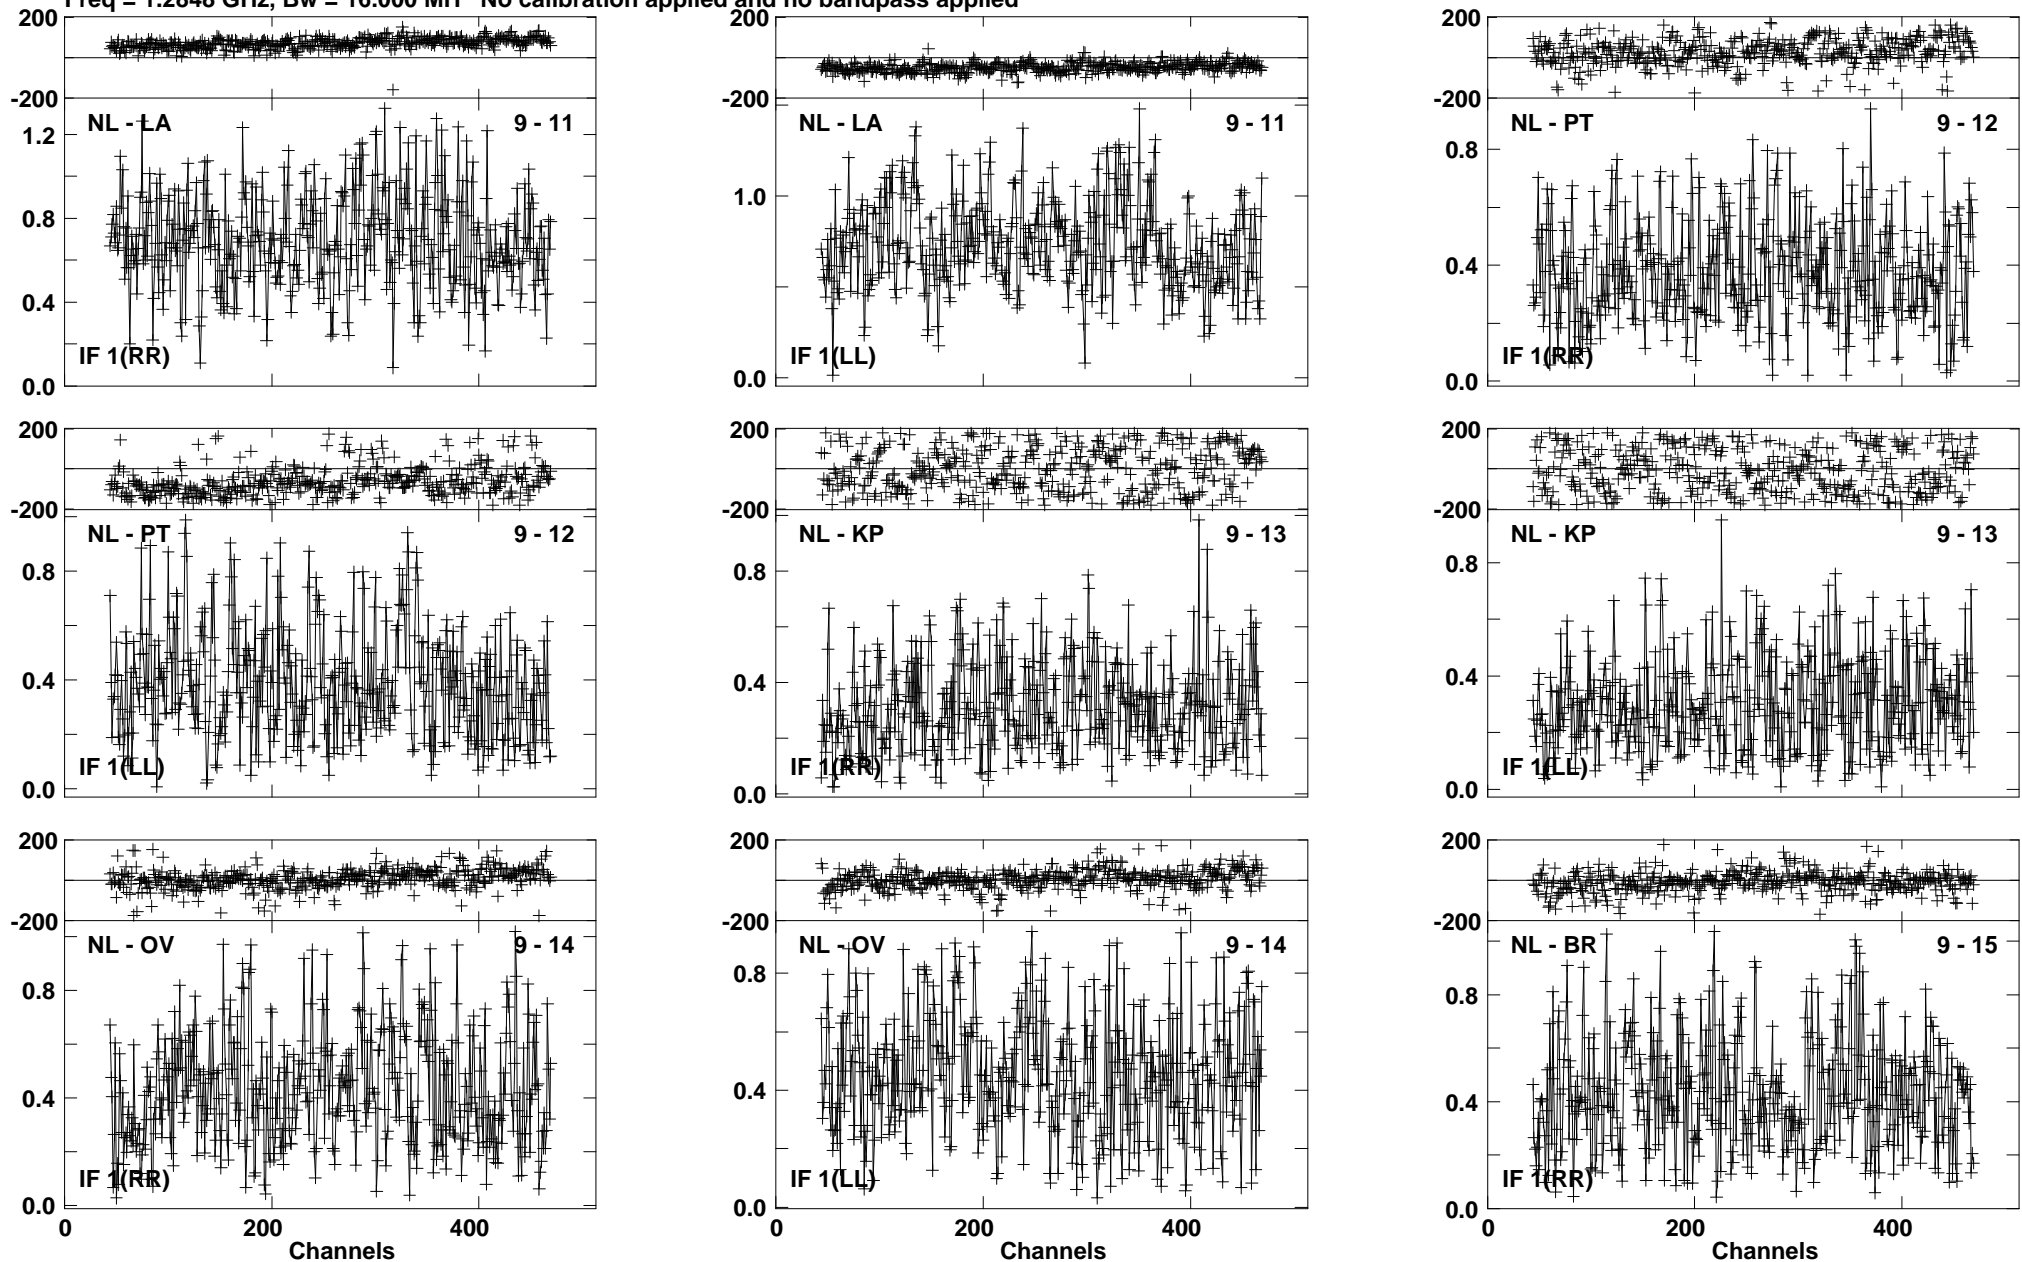 Freq = 1.2848 GHz, Bw = 16.000 MH No calibration applied and no bandpass applied
200
-200
NL - LA 9 - 11
1.2
0.8
0.4
0.0
IF 1(RR)
200
-200
NL - LA 9 - 11
1.0
0.0
IF 1(LL)
200
-200
NL - PT 9 - 12
0.8
0.4
0.0
IF 1(RR)
200
-200
NL - PT 9 - 12
0.8
0.4
0.0
IF 1(LL)
200
-200
NL - KP 9 - 13
0.8
0.4
0.0
IF 1(RR)
200
-200
NL - KP 9 - 13
0.8
0.4
0.0
IF 1(LL)
200
-200
NL - OV 9 - 14
0.8
0.4
0.0
IF 1(RR)
0 200 400
Channels
200
-200
NL - OV 9 - 14
0.8
0.4
0.0
IF 1(LL)
200 400
200
-200
NL - BR 9 - 15
0.8
0.4
0.0
IF 1(RR)
0 200 400
Channels